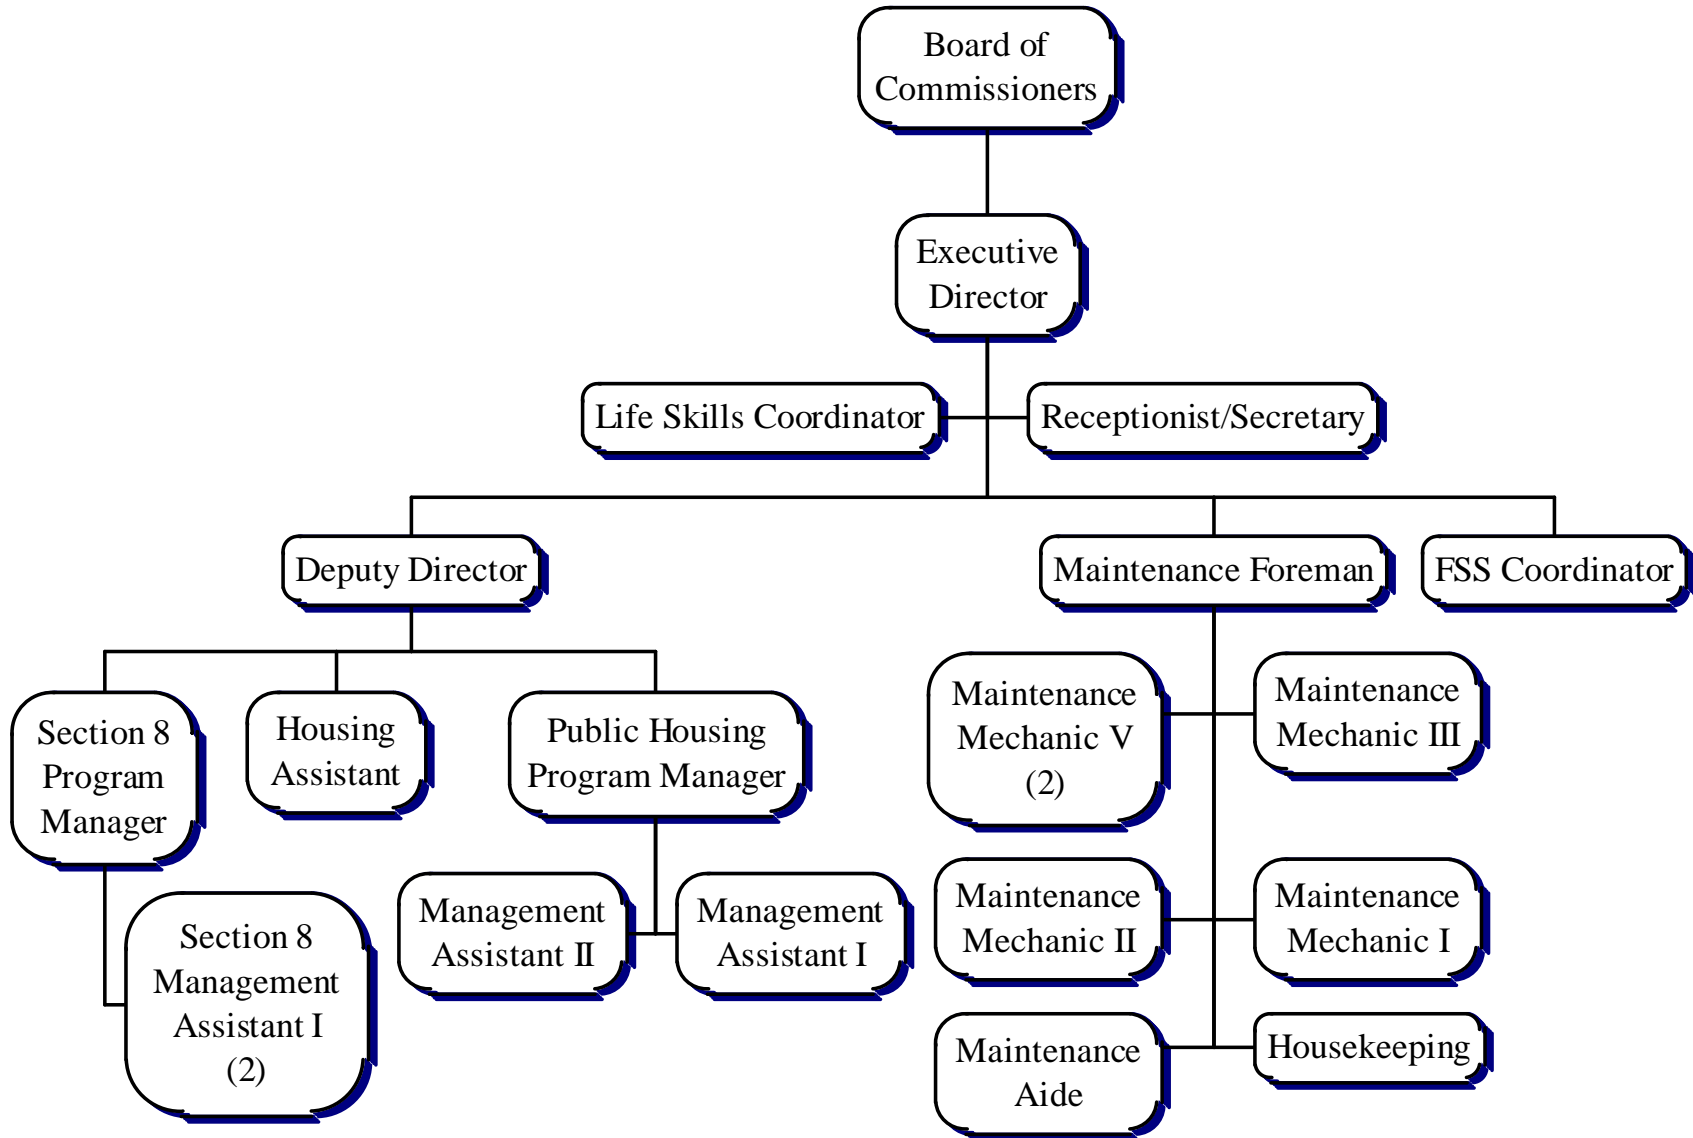 Board of
Commissioners
Executive
Director
Life Skills Coordinator
Receptionist/Secretary
Deputy Director
Maintenance Foreman
FSS Coordinator
Section 8
Program
Manager
Housing
Assistant
Public Housing
Program Manager
Maintenance
Mechanic V
(2)
Maintenance
Mechanic III
Section 8
Management
Assistant I
(2)
Management
Assistant II
Management
Assistant I
Maintenance
Mechanic II
Maintenance
Mechanic I
Maintenance
Aide
Housekeeping